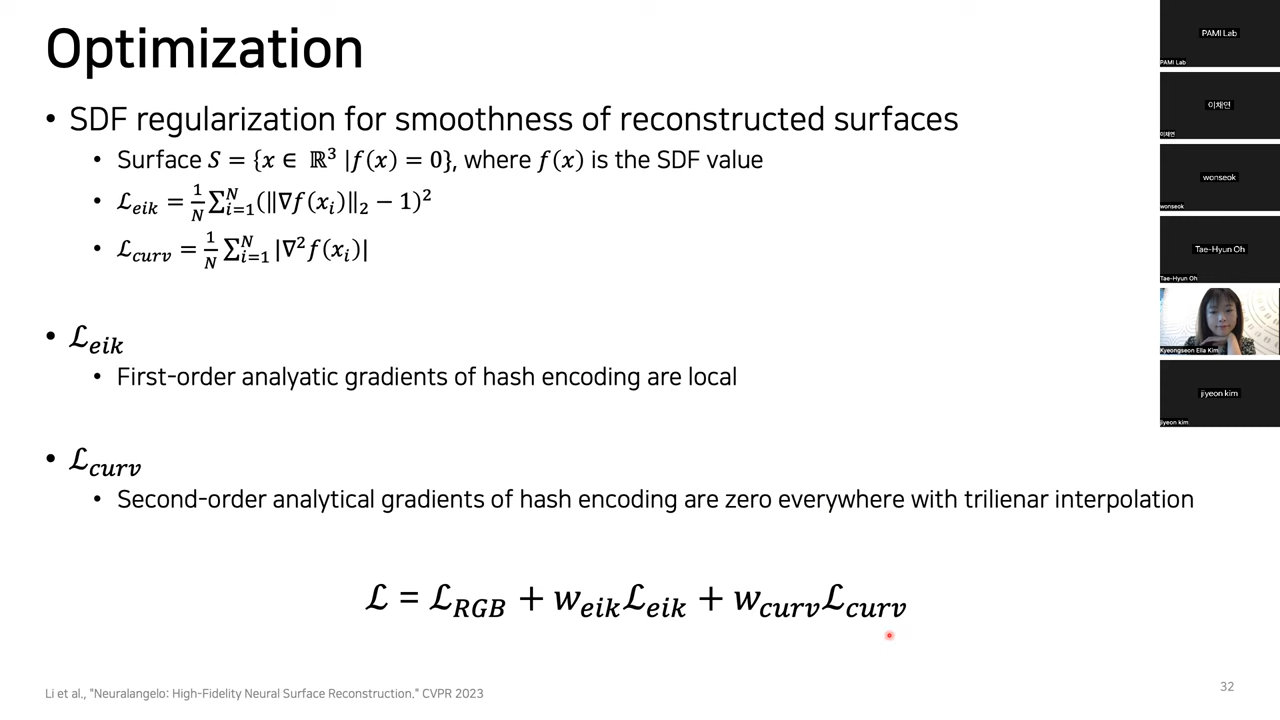 Optimization
• SDF regularization for smoothness of reconstructed surfaces
• Surface 𝑆 = {𝑥 ∈ ℝ³ |𝑓(𝑥) = 0}, where 𝑓(𝑥) is the SDF value
• ℒ_eik = 1/N ∑_{i=1}^{N} (‖∇𝑓(𝑥_i)‖₂ − 1)²
• ℒ_curv = 1/N ∑_{i=1}^{N} |∇²𝑓(𝑥_i)|
• ℒ_eik
• First-order analyatic gradients of hash encoding are local
• ℒ_curv
• Second-order analytical gradients of hash encoding are zero everywhere with trilienar interpolation
ℒ = ℒ_RGB + w_eik ℒ_eik + w_curv ℒ_curv
Li et al., "Neuralangelo: High-Fidelity Neural Surface Reconstruction." CVPR 2023
32
PAMI Lab
PAMI Lab
이채연
이채연
wonseok
wonseok
Tae-Hyun Oh
Tae-Hyun Oh
Kyeongseon Ella Kim
jiyeon kim
jiyeon kim